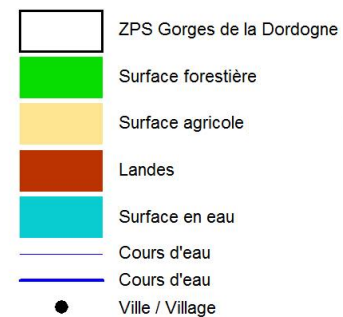 ZPS Gorges de la Dordogne
Surface forestière
Surface agricole
Landes
Surface en eau
Cours d'eau
Cours d'eau
Ville / Village